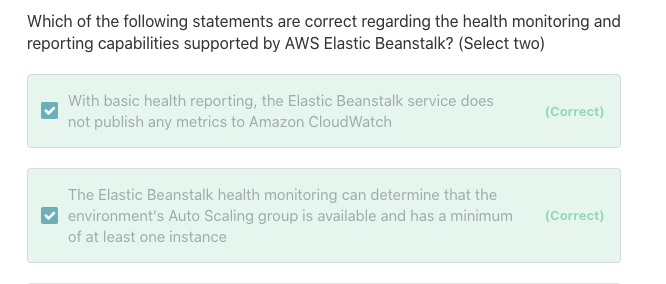 Which of the following statements are correct regarding the health monitoring and
reporting capabilities supported by AWS Elastic Beanstalk? (Select two)
With basic health reporting, the Elastic Beanstalk service does
not publish any metrics to Amazon CloudWatch
(Correct)
The Elastic Beanstalk health monitoring can determine that the
environment's Auto Scaling group is available and has a minimum
of at least one instance
(Correct)